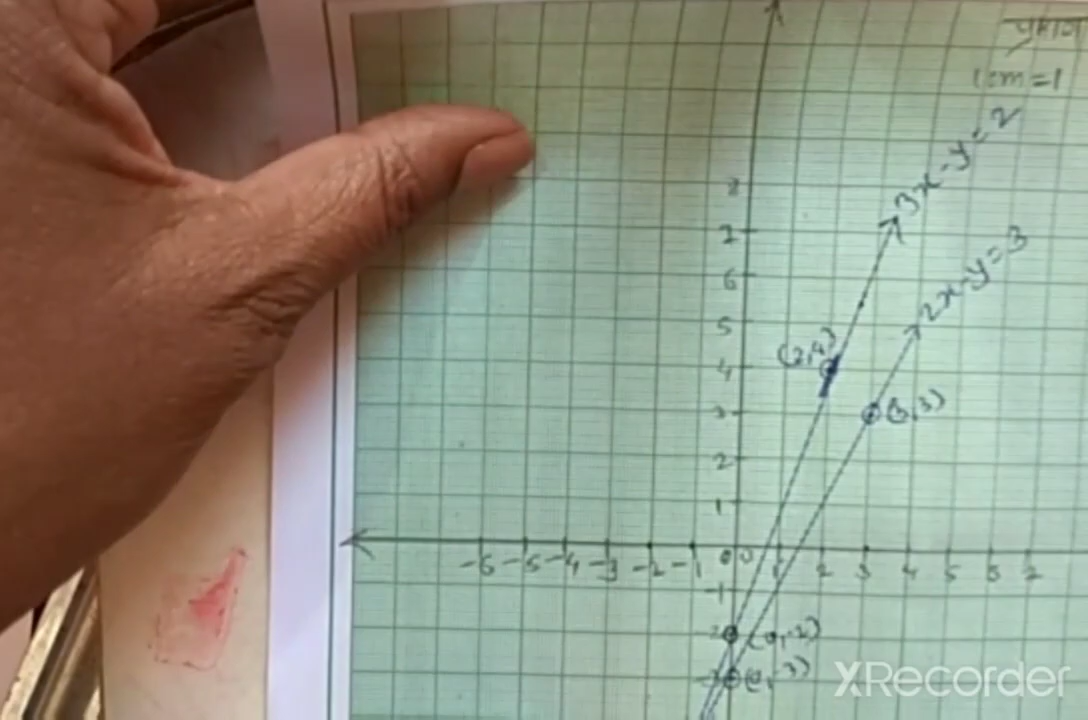 1cm=1
3x-y=2
8
7
2x-y=3
6
5
(2,4)
4
3
(3,3)
2
1
-6 -5 -4 -3 -2 -1 0 1 2 3 4 5 6 7
-1
-2 (0,-2)
-3 (0,-3)
XRecorder